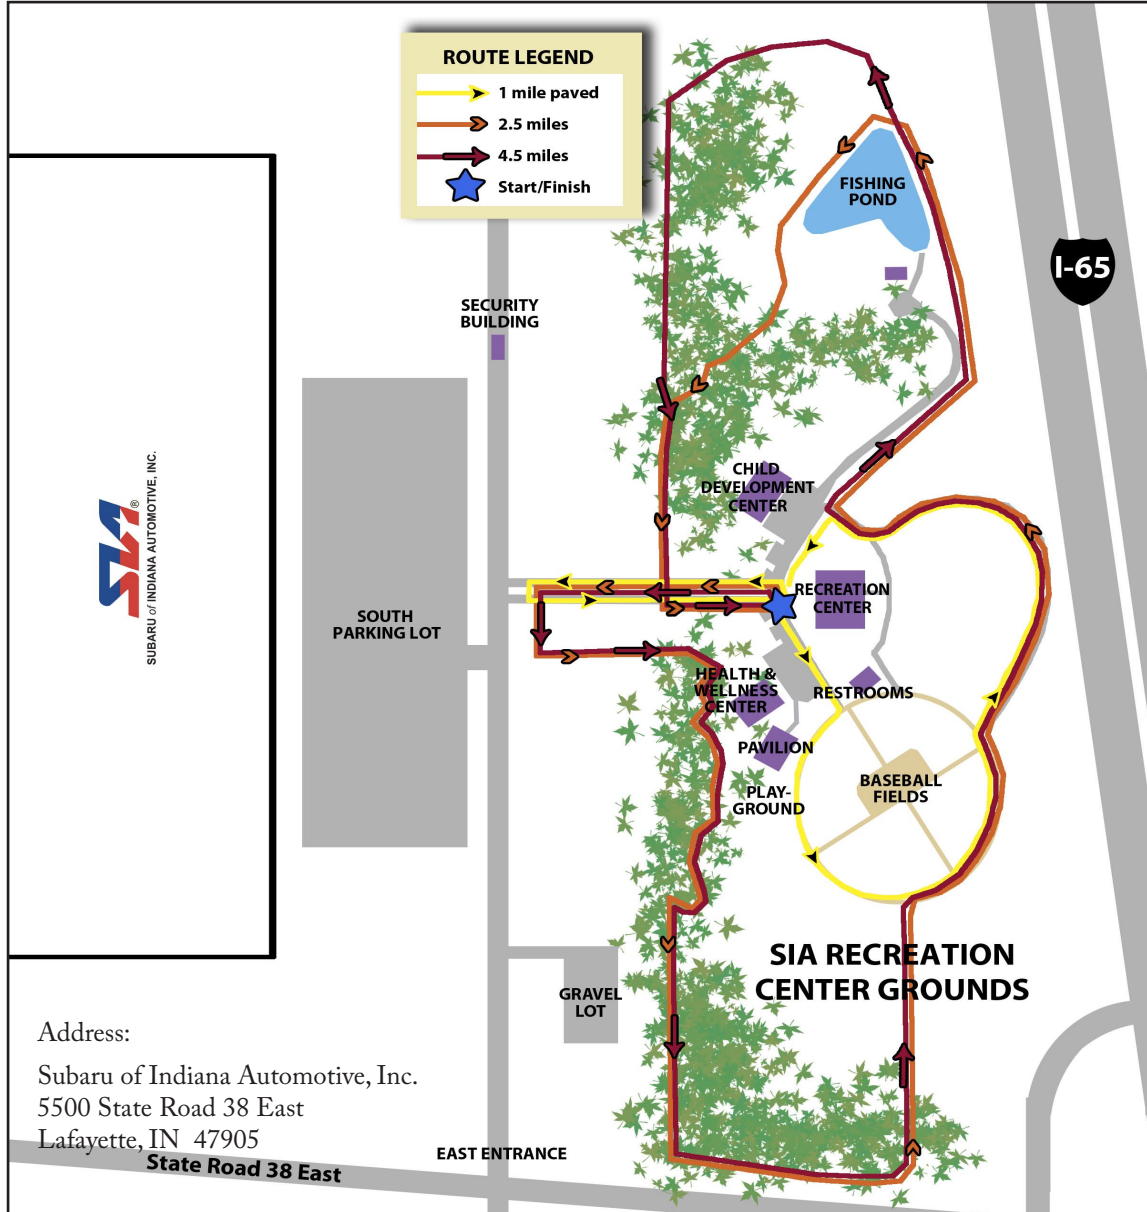 ROUTE LEGEND
1 mile paved
2.5 miles
4.5 miles
Start/Finish
FISHING
POND
I-65
SECURITY
BUILDING
CHILD
DEVELOPMENT
CENTER
SIA®
SUBARU of INDIANA AUTOMOTIVE, INC.
SOUTH
PARKING LOT
RECREATION
CENTER
HEALTH &
WELLNESS
CENTER
RESTROOMS
PAVILION
PLAY-
GROUND
BASEBALL
FIELDS
SIA RECREATION
CENTER GROUNDS
GRAVEL
LOT
Address:
Subaru of Indiana Automotive, Inc.
5500 State Road 38 East
Lafayette, IN 47905
EAST ENTRANCE
State Road 38 East